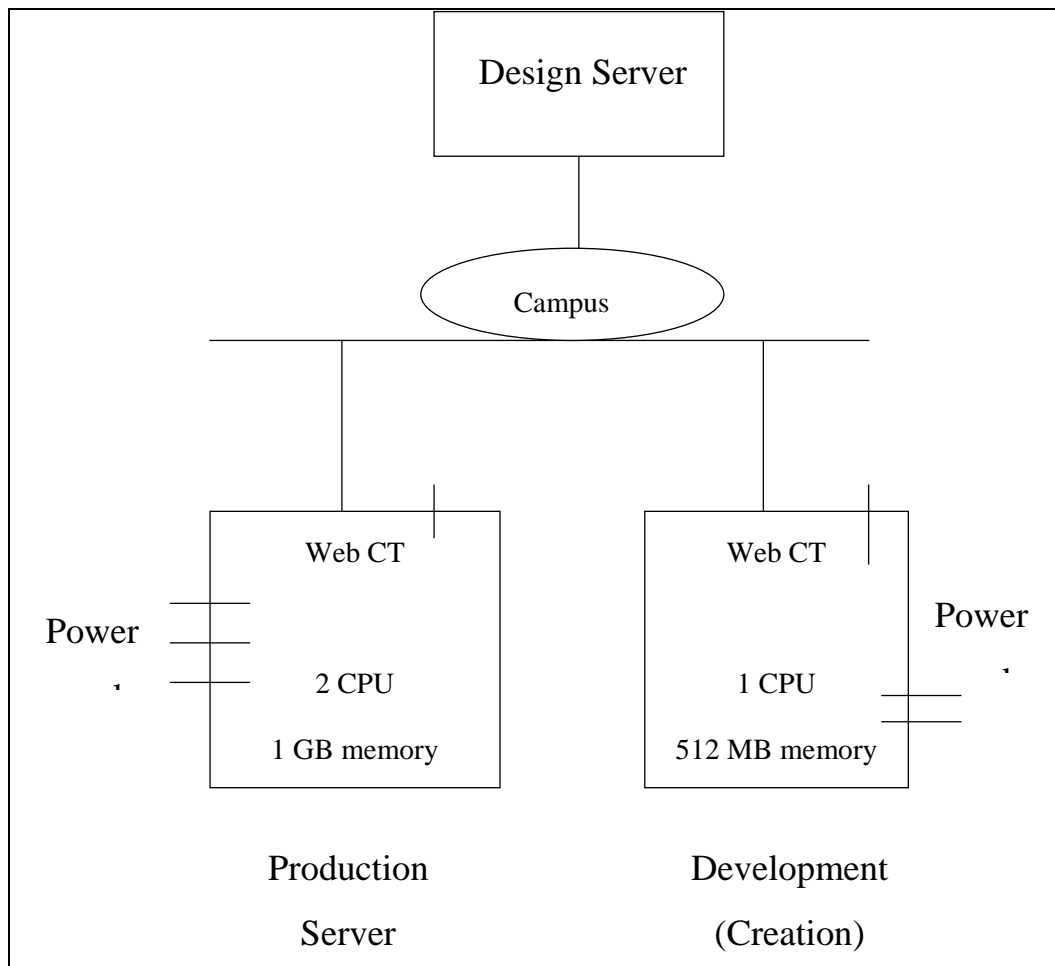 Design Server
Campus
Web CT
2 CPU
1 GB memory
Power
Production
Server
Web CT
1 CPU
512 MB memory
Power
Development
(Creation)